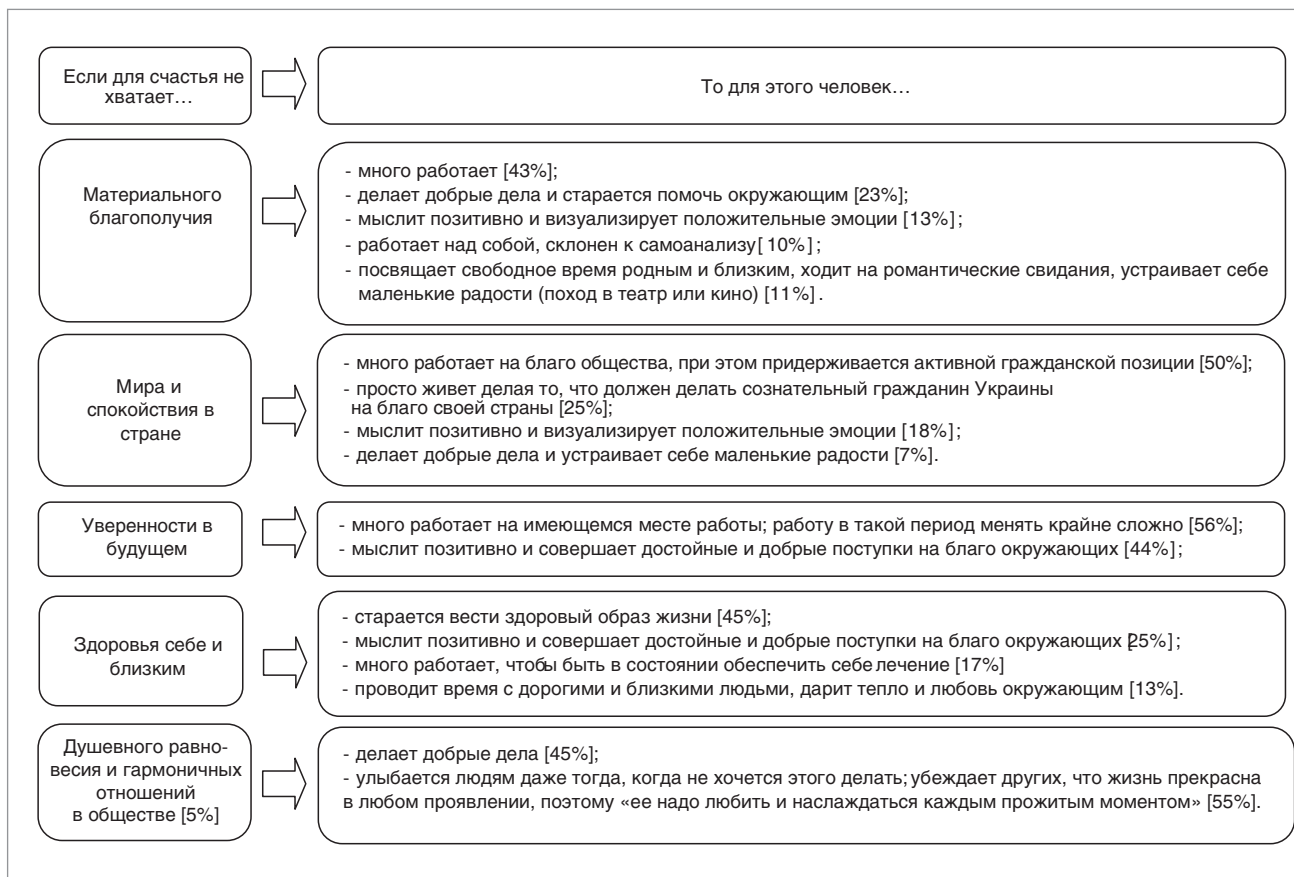 Если для счастья не
хватает…
То для этого человек…
Материального
благополучия
- много работает [43%];
- делает добрые дела и старается помочь окружающим [23%];
- мыслит позитивно и визуализирует положительные эмоции [13%];
- работает над собой, склонен к самоанализу[ 10%];
- посвящает свободное время родным и близким, ходит на романтические свидания, устраивает себе
маленькие радости (поход в театр или кино) [11%].
Мира и
спокойствия в
стране
- много работает на благо общества, при этом придерживается активной гражданской позиции [50%];
- просто живет делая то, что должен делать сознательный гражданин Украины
на благо своей страны [25%];
- мыслит позитивно и визуализирует положительные эмоции [18%];
- делает добрые дела и устраивает себе маленькие радости [7%].
Уверенности в
будущем
- много работает на имеющемся месте работы; работу в такой период менять крайне сложно [56%];
- мыслит позитивно и совершает достойные и добрые поступки на благо окружающих [44%];
Здоровья себе и
близким
- старается вести здоровый образ жизни [45%];
- мыслит позитивно и совершает достойные и добрые поступки на благо окружающих [25%];
- много работает, чтобы быть в состоянии обеспечить себе лечение [17%]
- проводит время с дорогими и близкими людьми, дарит тепло и любовь окружающим [13%].
Душевного равно-
весия и гармоничных
отношений
в обществе [5%]
- делает добрые дела [45%];
- улыбается людям даже тогда, когда не хочется этого делать; убеждает других, что жизнь прекрасна
в любом проявлении, поэтому «ее надо любить и наслаждаться каждым прожитым моментом» [55%].